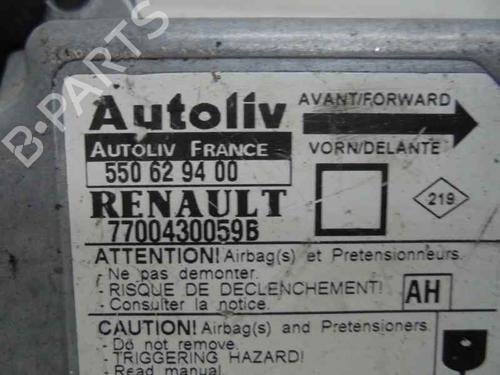 B-PARTS
Autoliv
AVANT/FORWARD
AUTOLIV FRANCE
VORN/DELANTE
550 62 94 00
RENAULT
219
7700430059B
ATTENTION! Airbag(s) et Pretensionneurs.
- Ne pas demonter.
- RISQUE DE DECLENCHEMENT!
AH
- Consulter la notice.
CAUTION! Airbag(s) and Pretensioners.
- Do not remove.
- TRIGGERING HAZARD!
- Read manual.